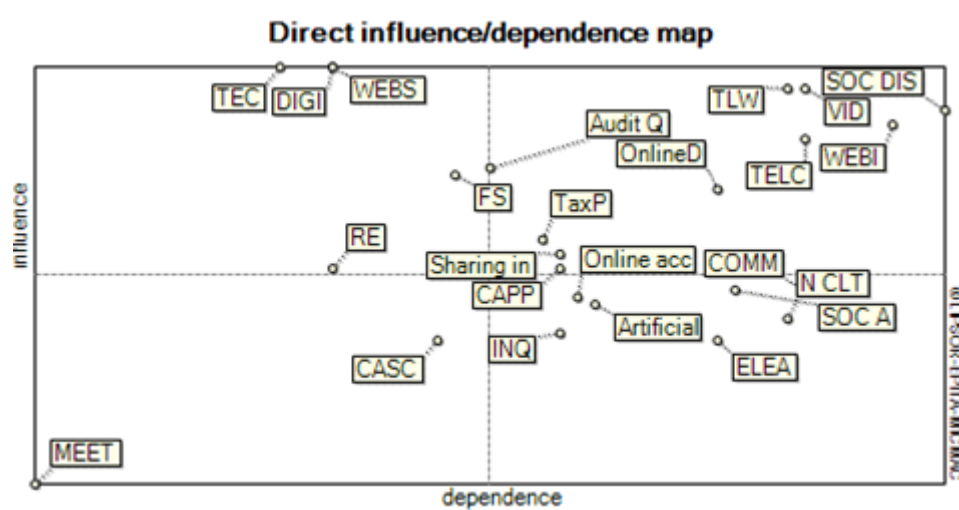 Direct influence/dependence map
TEC
DIGI
WEBS
TLW
SOC DIS
VID
Audit Q
OnlineD
TELC
WEBI
FS
TaxP
RE
Sharing in
Online acc
COMM
CAPP
N CLT
Artificial
SOC A
INQ
CASC
ELEA
MEET
influence
dependence